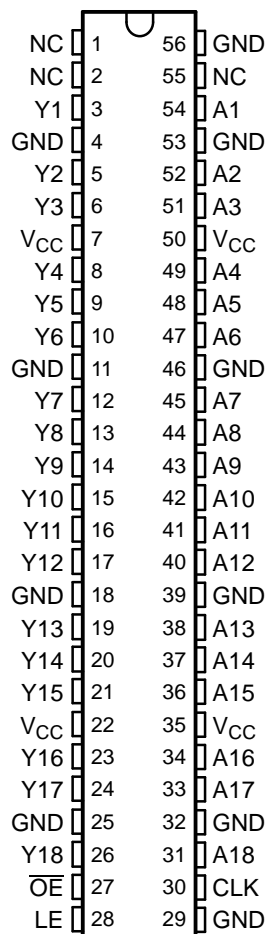 NC 1 56 GND
NC 2 55 NC
Y1 3 54 A1
GND 4 53 GND
Y2 5 52 A2
Y3 6 51 A3
VCC 7 50 VCC
Y4 8 49 A4
Y5 9 48 A5
Y6 10 47 A6
GND 11 46 GND
Y7 12 45 A7
Y8 13 44 A8
Y9 14 43 A9
Y10 15 42 A10
Y11 16 41 A11
Y12 17 40 A12
GND 18 39 GND
Y13 19 38 A13
Y14 20 37 A14
Y15 21 36 A15
VCC 22 35 VCC
Y16 23 34 A16
Y17 24 33 A17
GND 25 32 GND
Y18 26 31 A18
O̅E̅ 27 30 CLK
LE 28 29 GND